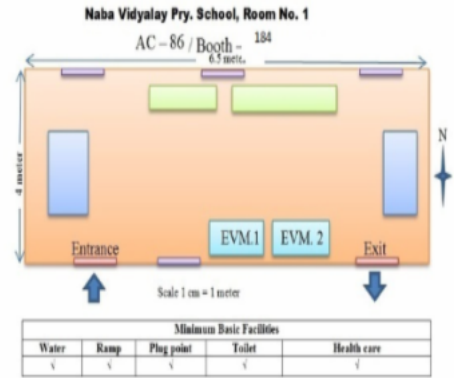 Naba Vidyalay Pry. School, Room No. 1
AC – 86 / Booth – 184
6.5 metr.
4 meter
N
EVM.1 EVM. 2
Entrance Exit
Scale 1 cm = 1 meter
Minimum Basic Facilities
Water Ramp Plug point Toilet Health care
√ √ √ √ √